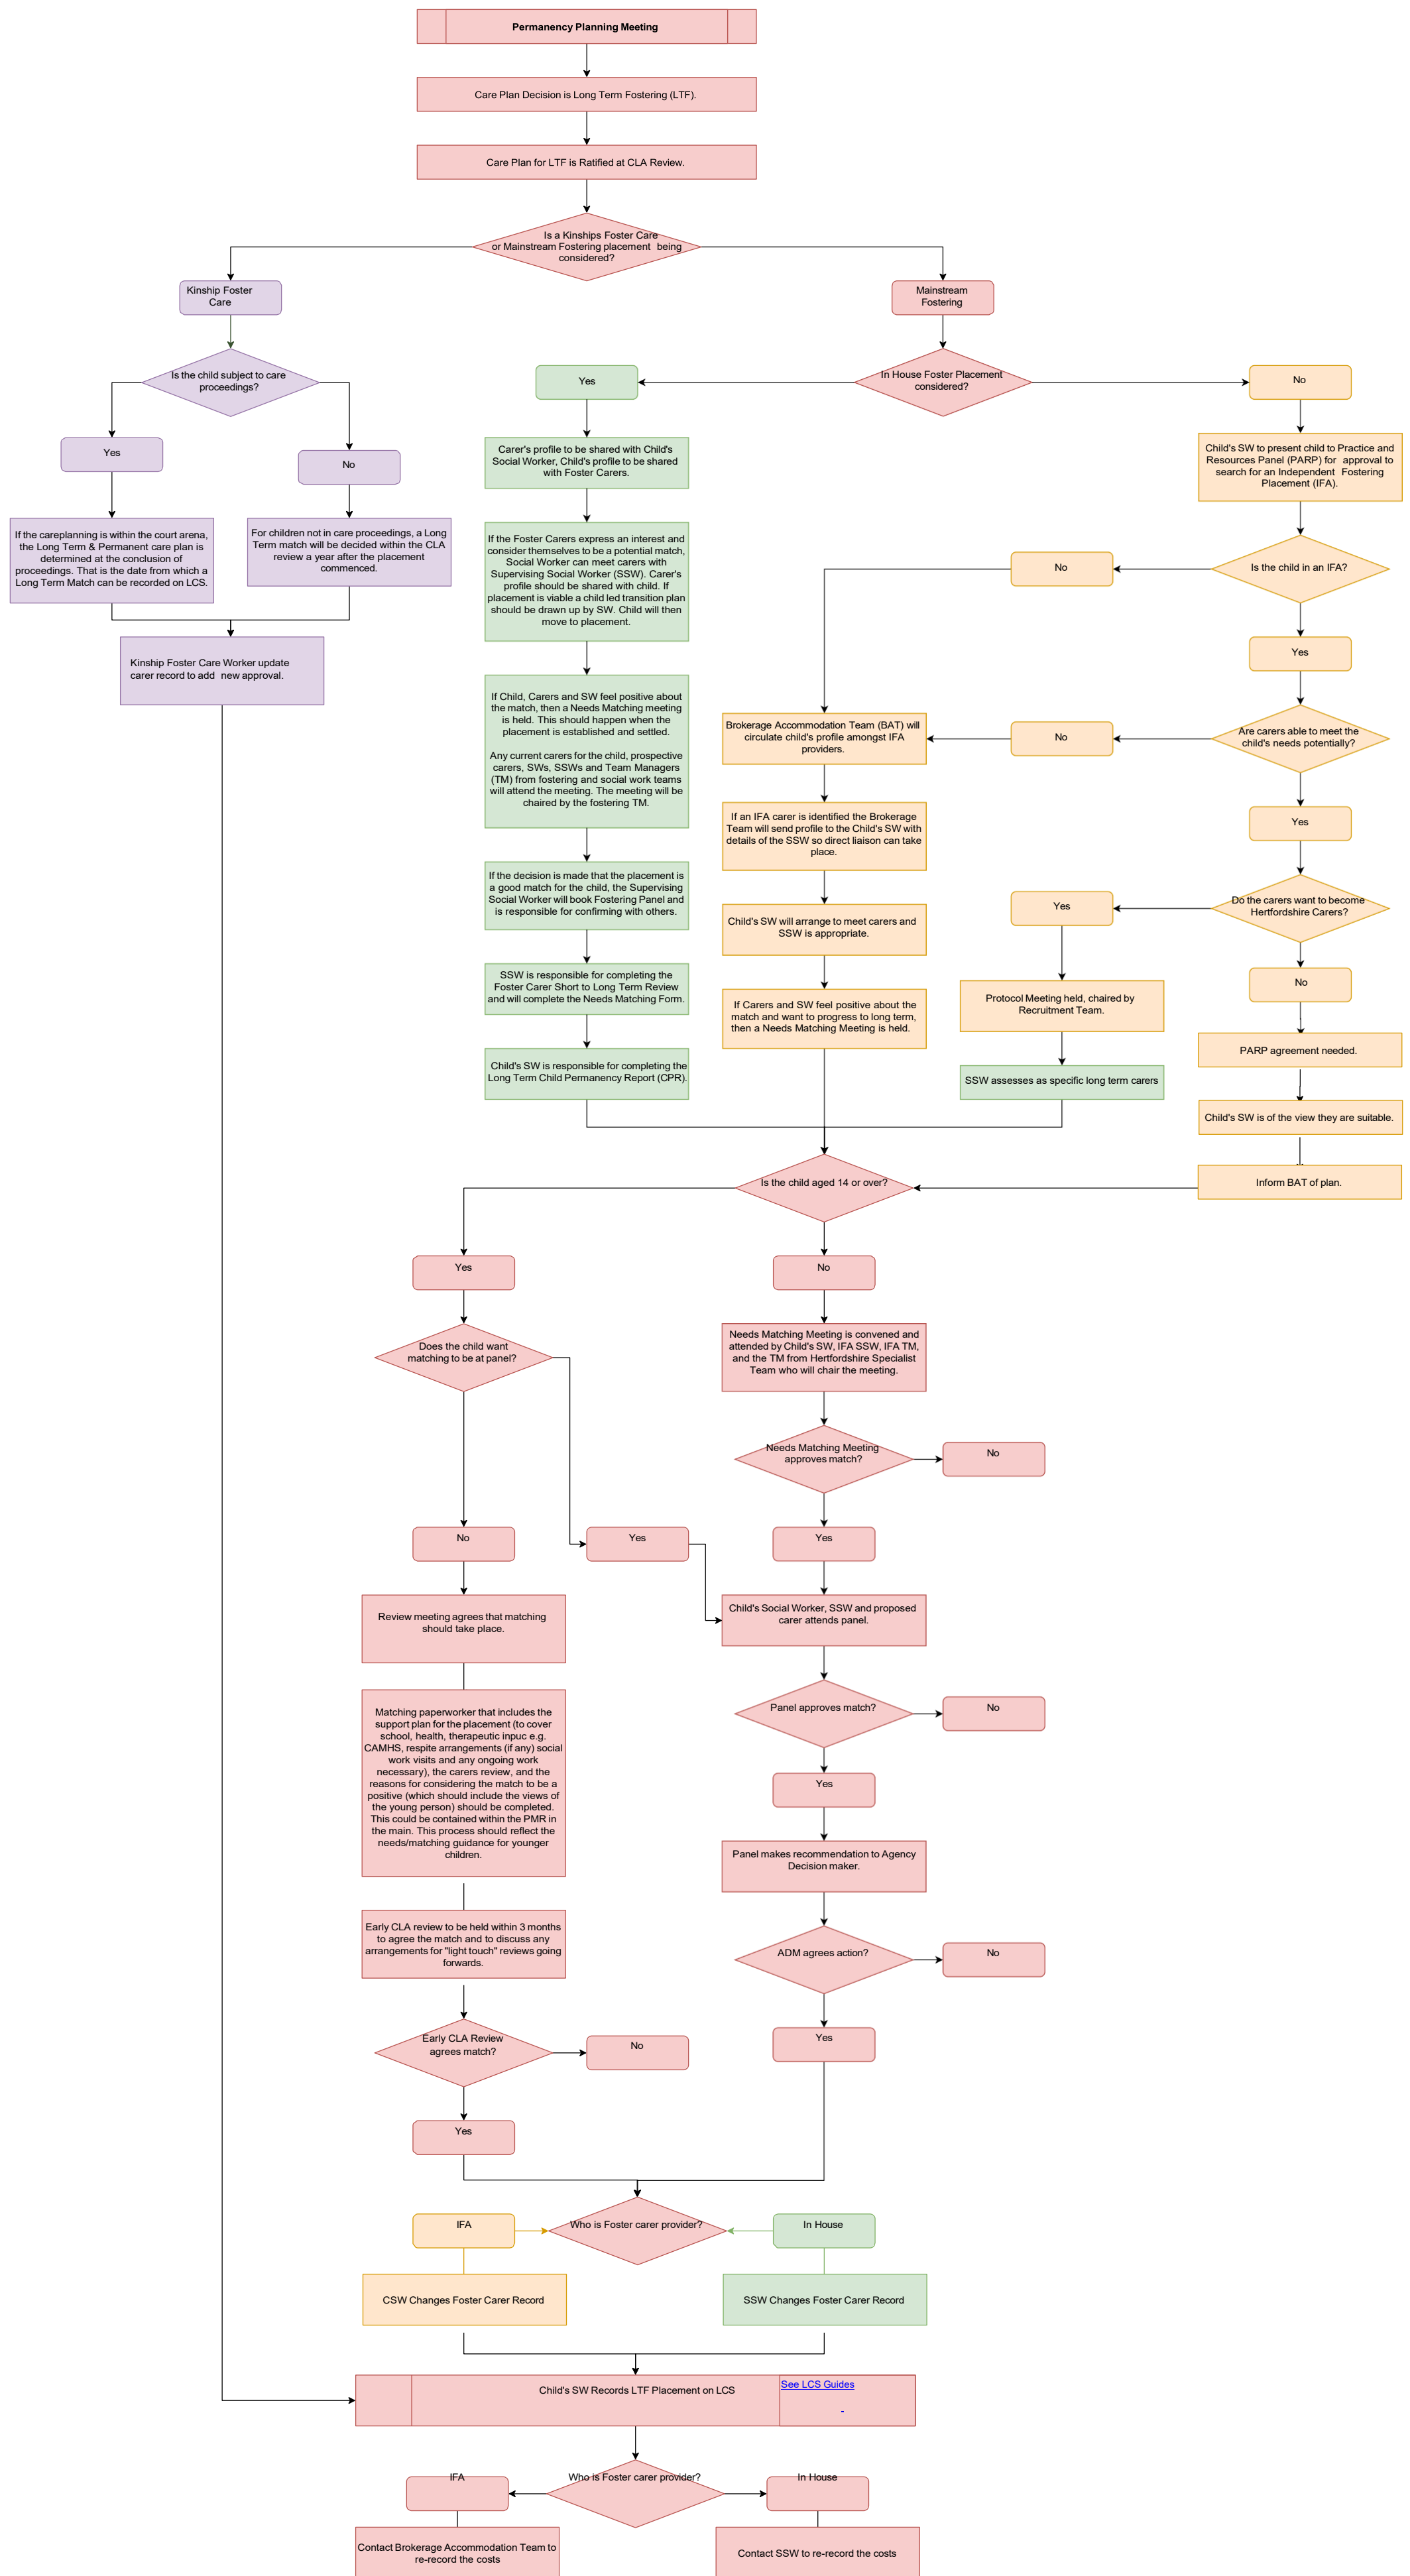 Permanency Planning Meeting
Care Plan Decision is Long Term Fostering (LTF).
Care Plan for LTF is Ratified at CLA Review.
Is a Kinships Foster Care
or Mainstream Fostering placement being
considered?
Kinship Foster
Care
Mainstream
Fostering
Is the child subject to care
proceedings?
In House Foster Placement
considered?
Yes
No
Yes
No
Carer's profile to be shared with Child's
Social Worker, Child's profile to be shared
with Foster Carers.
Child's SW to present child to Practice and
Resources Panel (PARP) for approval to
search for an Independent Fostering
Placement (IFA).
If the careplanning is within the court arena,
the Long Term & Permanent care plan is
determined at the conclusion of
proceedings. That is the date from which a
Long Term Match can be recorded on LCS.
For children not in care proceedings, a Long
Term match will be decided within the CLA
review a year after the placement
commenced.
If the Foster Carers express an interest and
consider themselves to be a potential match,
Social Worker can meet carers with
Supervising Social Worker (SSW). Carer's
profile should be shared with child. If
placement is viable a child led transition plan
should be drawn up by SW. Child will then
move to placement.
No
Is the child in an IFA?
Kinship Foster Care Worker update
carer record to add new approval.
Yes
If Child, Carers and SW feel positive about
the match, then a Needs Matching meeting
is held. This should happen when the
placement is established and settled.
Any current carers for the child, prospective
carers, SWs, SSWs and Team Managers
(TM) from fostering and social work teams
will attend the meeting. The meeting will be
chaired by the fostering TM.
Brokerage Accommodation Team (BAT) will
circulate child's profile amongst IFA
providers.
No
Are carers able to meet the
child's needs potentially?
If an IFA carer is identified the Brokerage
Team will send profile to the Child's SW with
details of the SSW so direct liaison can take
place.
Yes
If the decision is made that the placement is
a good match for the child, the Supervising
Social Worker will book Fostering Panel and
is responsible for confirming with others.
Child's SW will arrange to meet carers and
SSW is appropriate.
Yes
Do the carers want to become
Hertfordshire Carers?
SSW is responsible for completing the
Foster Carer Short to Long Term Review
and will complete the Needs Matching Form.
If Carers and SW feel positive about the
match and want to progress to long term,
then a Needs Matching Meeting is held.
Protocol Meeting held, chaired by
Recruitment Team.
No
PARP agreement needed.
Child's SW is responsible for completing the
Long Term Child Permanency Report (CPR).
SSW assesses as specific long term carers
Child's SW is of the view they are suitable.
Is the child aged 14 or over?
Inform BAT of plan.
Yes
No
Does the child want
matching to be at panel?
Needs Matching Meeting is convened and
attended by Child's SW, IFA SSW, IFA TM,
and the TM from Hertfordshire Specialist
Team who will chair the meeting.
Needs Matching Meeting
approves match?
No
No
Yes
Yes
Review meeting agrees that matching
should take place.
Child's Social Worker, SSW and proposed
carer attends panel.
Matching paperworker that includes the
support plan for the placement (to cover
school, health, therapeutic inpuc e.g.
CAMHS, respite arrangements (if any) social
work visits and any ongoing work
necessary), the carers review, and the
reasons for considering the match to be a
positive (which should include the views of
the young person) should be completed.
This could be contained within the PMR in
the main. This process should reflect the
needs/matching guidance for younger
children.
Panel approves match?
No
Yes
Panel makes recommendation to Agency
Decision maker.
Early CLA review to be held within 3 months
to agree the match and to discuss any
arrangements for "light touch" reviews going
forwards.
ADM agrees action?
No
Early CLA Review
agrees match?
No
Yes
Yes
IFA
Who is Foster carer provider?
In House
CSW Changes Foster Carer Record
SSW Changes Foster Carer Record
Child's SW Records LTF Placement on LCS
See LCS Guides
-
IFA
Who is Foster carer provider?
In House
Contact Brokerage Accommodation Team to
re-record the costs
Contact SSW to re-record the costs